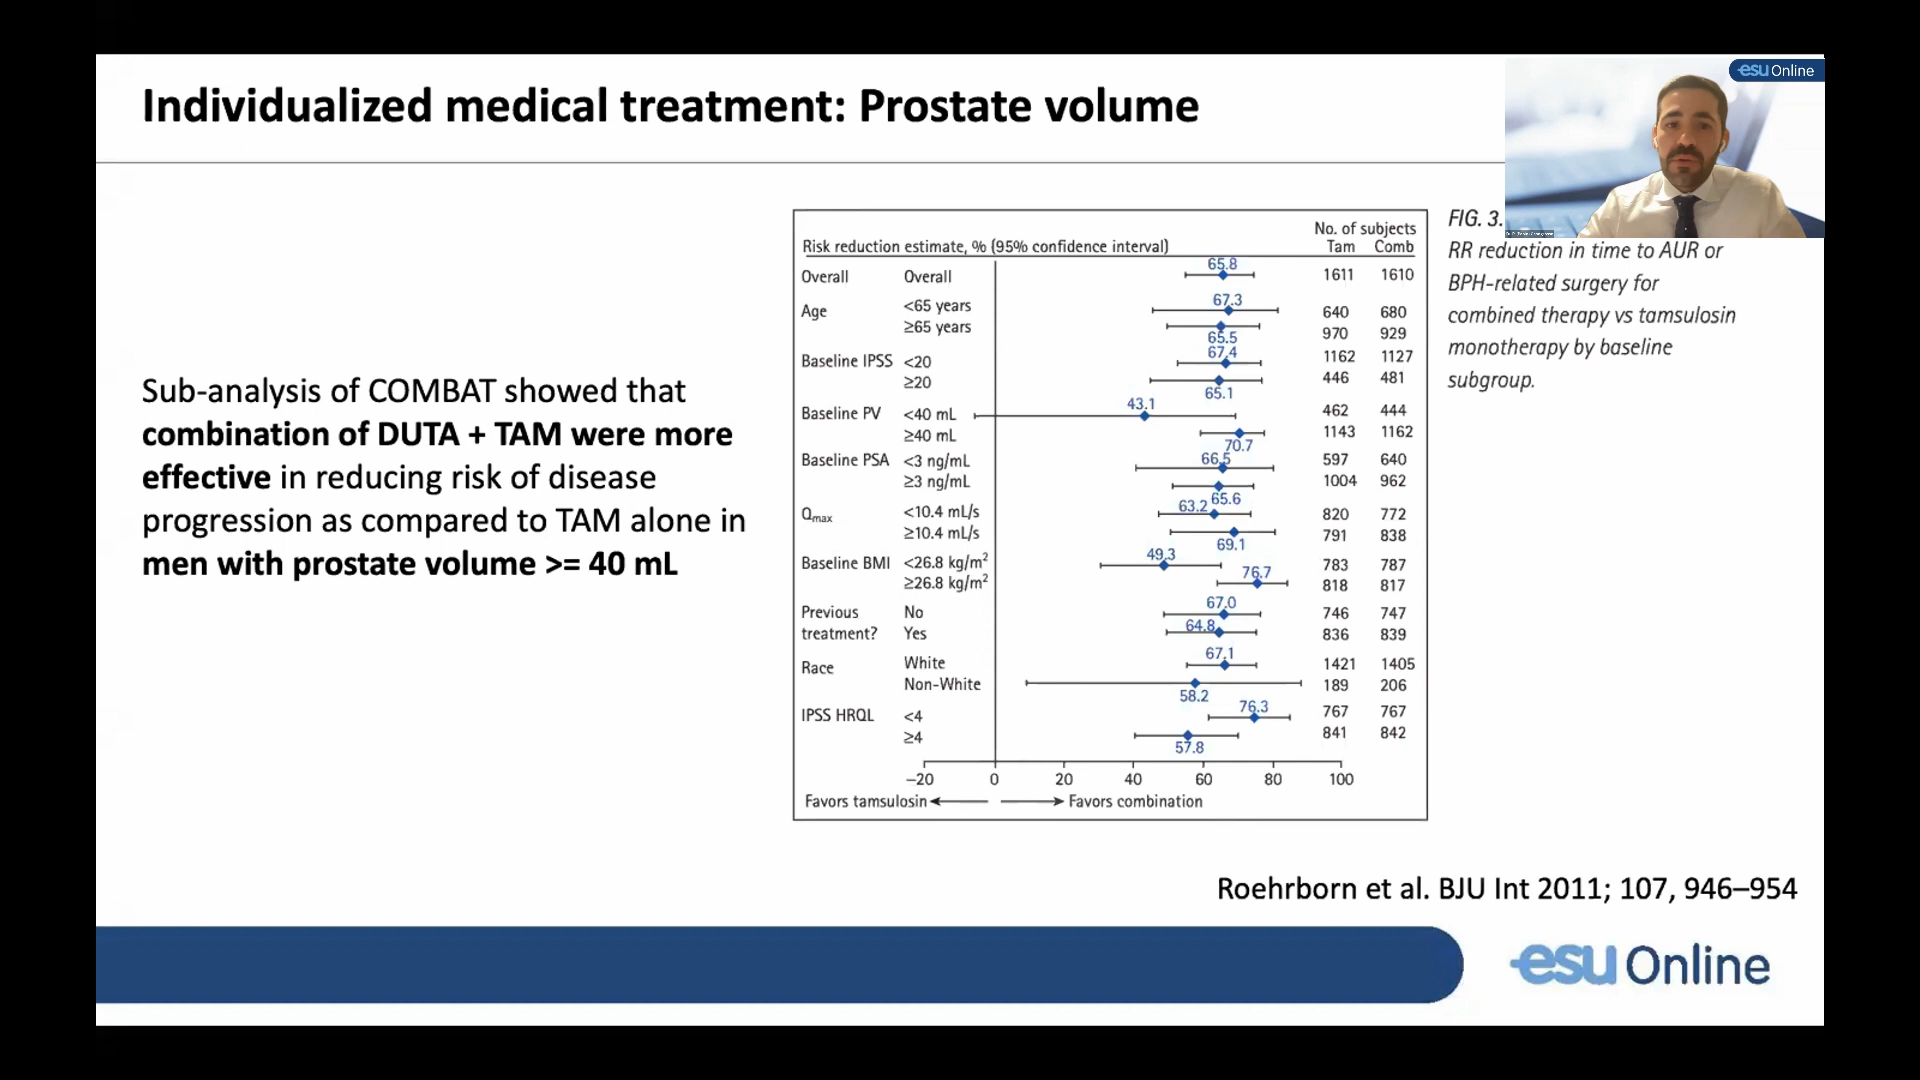 Individualized medical treatment: Prostate volume
esu Online
Sub-analysis of COMBAT showed that
combination of DUTA + TAM were more
effective in reducing risk of disease
progression as compared to TAM alone in
men with prostate volume >= 40 mL
No. of subjects
Risk reduction estimate, % (95% confidence interval) Tam Comb
Overall Overall 65.8 1611 1610
Age <65 years 67.3 640 680
≥65 years 65.5 970 929
Baseline IPSS <20 67.4 1162 1127
≥20 65.1 446 481
Baseline PV <40 mL 43.1 462 444
≥40 mL 70.7 1143 1162
Baseline PSA <3 ng/mL 66.5 597 640
≥3 ng/mL 65.6 1004 962
Qmax <10.4 mL/s 63.2 820 772
≥10.4 mL/s 69.1 791 838
Baseline BMI <26.8 kg/m² 49.3 783 787
≥26.8 kg/m² 76.7 818 817
Previous No 67.0 746 747
treatment? Yes 64.8 836 839
Race White 67.1 1421 1405
Non-White 58.2 189 206
IPSS HRQL <4 76.3 767 767
≥4 57.8 841 842
–20 0 20 40 60 80 100
Favors tamsulosin Favors combination
FIG. 3.
RR reduction in time to AUR or
BPH-related surgery for
combined therapy vs tamsulosin
monotherapy by baseline
subgroup.
Roehrborn et al. BJU Int 2011; 107, 946–954
esu Online